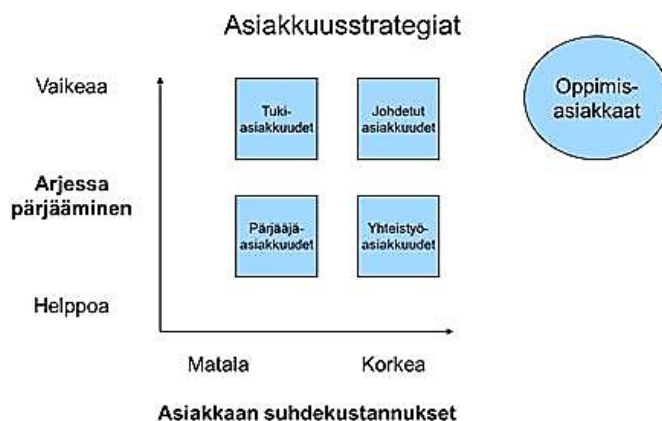 Asiakkuusstrategiat
Vaikeaa
Arjessa
pärjääminen
Helppoa
Tuki-
asiakkuudet
Johdetut
asiakkuudet
Pärjääjä-
asiakkuudet
Yhteistyö-
asiakkuudet
Oppimis-
asiakkaat
Matala
Korkea
Asiakkaan suhdekustannukset